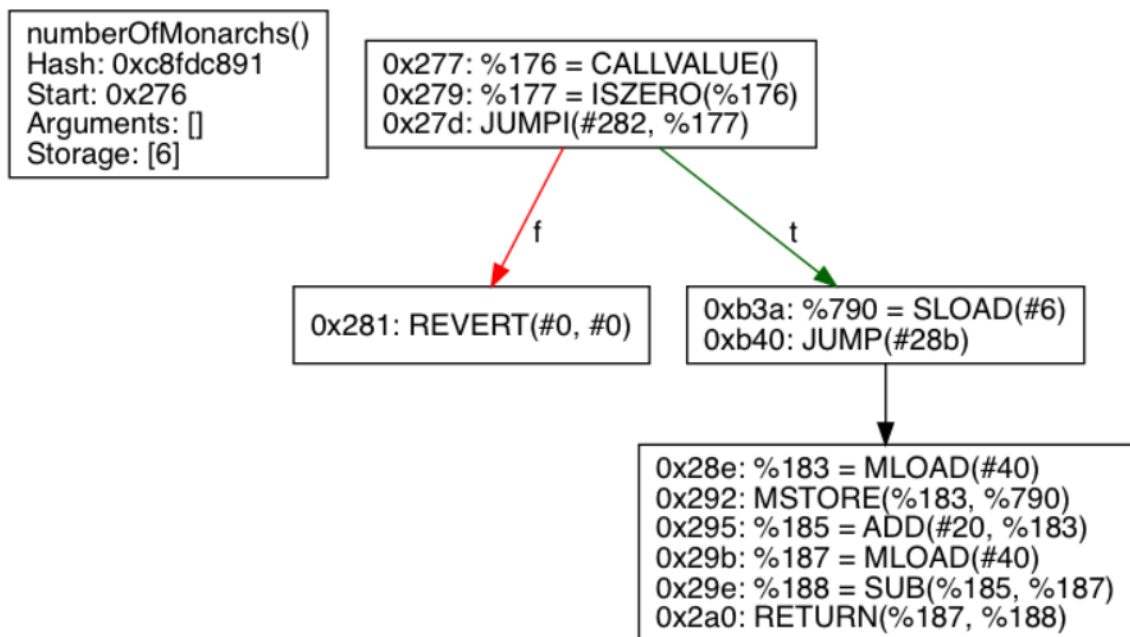 numberOfMonarchs()
Hash: 0xc8fdc891
Start: 0x276
Arguments: []
Storage: [6]
0x277: %176 = CALLVALUE()
0x279: %177 = ISZERO(%176)
0x27d: JUMPI(#282, %177)
f
t
0x281: REVERT(#0, #0)
0xb3a: %790 = SLOAD(#6)
0xb40: JUMP(#28b)
0x28e: %183 = MLOAD(#40)
0x292: MSTORE(%183, %790)
0x295: %185 = ADD(#20, %183)
0x29b: %187 = MLOAD(#40)
0x29e: %188 = SUB(%185, %187)
0x2a0: RETURN(%187, %188)